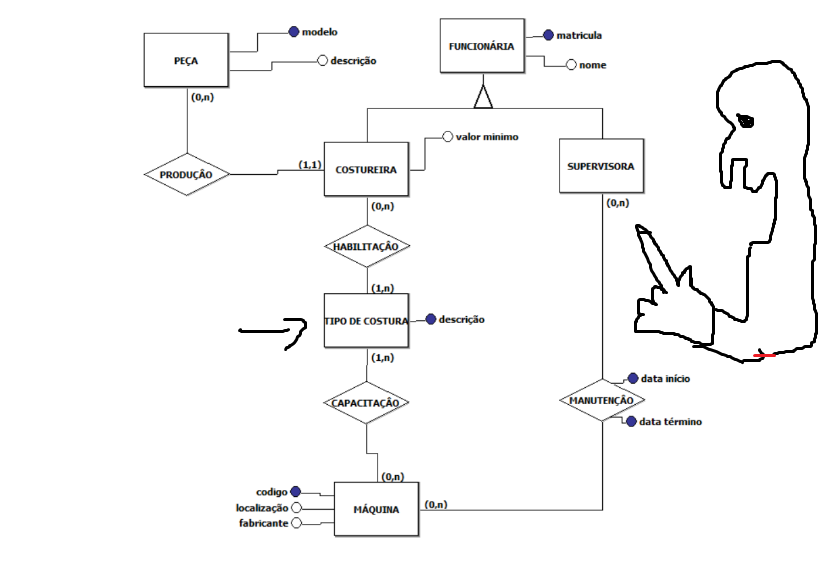 modelo
FUNCIONÁRIA
matricula
PEÇA
descrição
nome
(0,n)
valor minimo
PRODUÇÃO
(1,1)
COSTUREIRA
SUPERVISORA
(0,n)
(0,n)
HABILITAÇÃO
(1,n)
TIPO DE COSTURA
descrição
(1,n)
data início
CAPACITAÇÃO
MANUTENÇÃO
data término
(0,n)
codigo
localização
fabricante
MÁQUINA
(0,n)